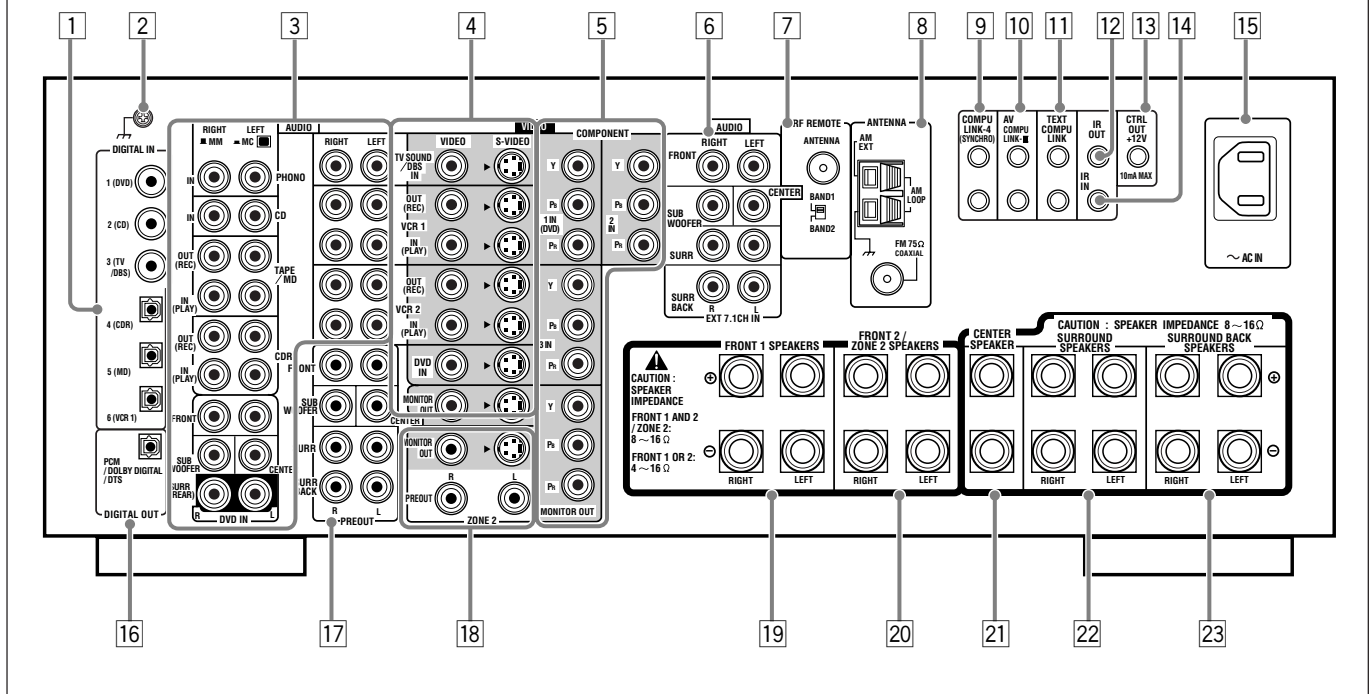 1
2
3
4
5
6
7
8
9
10
11
12
13
14
15
DIGITAL IN
1 (DVD)
2 (CD)
3 (TV
/DBS)
4 (CDR)
5 (MD)
6 (VCR 1)
PCM
/DOLBY DIGITAL
/DTS
DIGITAL OUT
RIGHT
LEFT
MM
MC
AUDIO
IN
PHONO
IN
CD
OUT
(REC)
TAPE
/MD
IN
(PLAY)
OUT
(REC)
CDR
IN
(PLAY)
FRONT
SUB
WOOFER
CENTE
SURR
REAR)
R
DVD IN
L
RIGHT
LEFT
FRONT
SUB
WOOFER
CENTER
SURR
SURR
BACK
R
L
PREOUT
VIDEO
VIDEO
S-VIDEO
TV SOUND
/DBS
IN
OUT
(REC)
VCR 1
IN
(PLAY)
OUT
(REC)
VCR 2
IN
(PLAY)
DVD
IN
MONITOR
OUT
MONITOR
OUT
R
L
PREOUT
ZONE 2
COMPONENT
Y
Y
PB
PB
1 IN
(DVD)
2
IN
PR
PR
Y
PB
3 IN
PR
Y
PB
PR
MONITOR OUT
AUDIO
RIGHT
LEFT
FRONT
CENTER
SUB
WOOFER
SURR
SURR
BACK
R
L
EXT 7.1CH IN
RF REMOTE
ANTENNA
BAND1
BAND2
ANTENNA
AM
EXT
AM
LOOP
FM 75Ω
COAXIAL
COMPU
LINK-4
(SYNCHRO)
AV
COMPU
LINK-
TEXT
COMPU
LINK
IR
OUT
IR
IN
CTRL
OUT
+12V
10mA MAX
∼ AC IN
CAUTION :
SPEAKER
IMPEDANCE
FRONT 1 AND 2
/ ZONE 2:
8∼16 Ω
FRONT 1 OR 2:
4∼16 Ω
FRONT 1 SPEAKERS
+
−
RIGHT
LEFT
FRONT 2 /
ZONE 2 SPEAKERS
RIGHT
LEFT
CENTER
SPEAKER
CAUTION : SPEAKER IMPEDANCE 8∼16Ω
SURROUND
SPEAKERS
SURROUND BACK
SPEAKERS
+
−
RIGHT
LEFT
RIGHT
LEFT
16
17
18
19
20
21
22
23